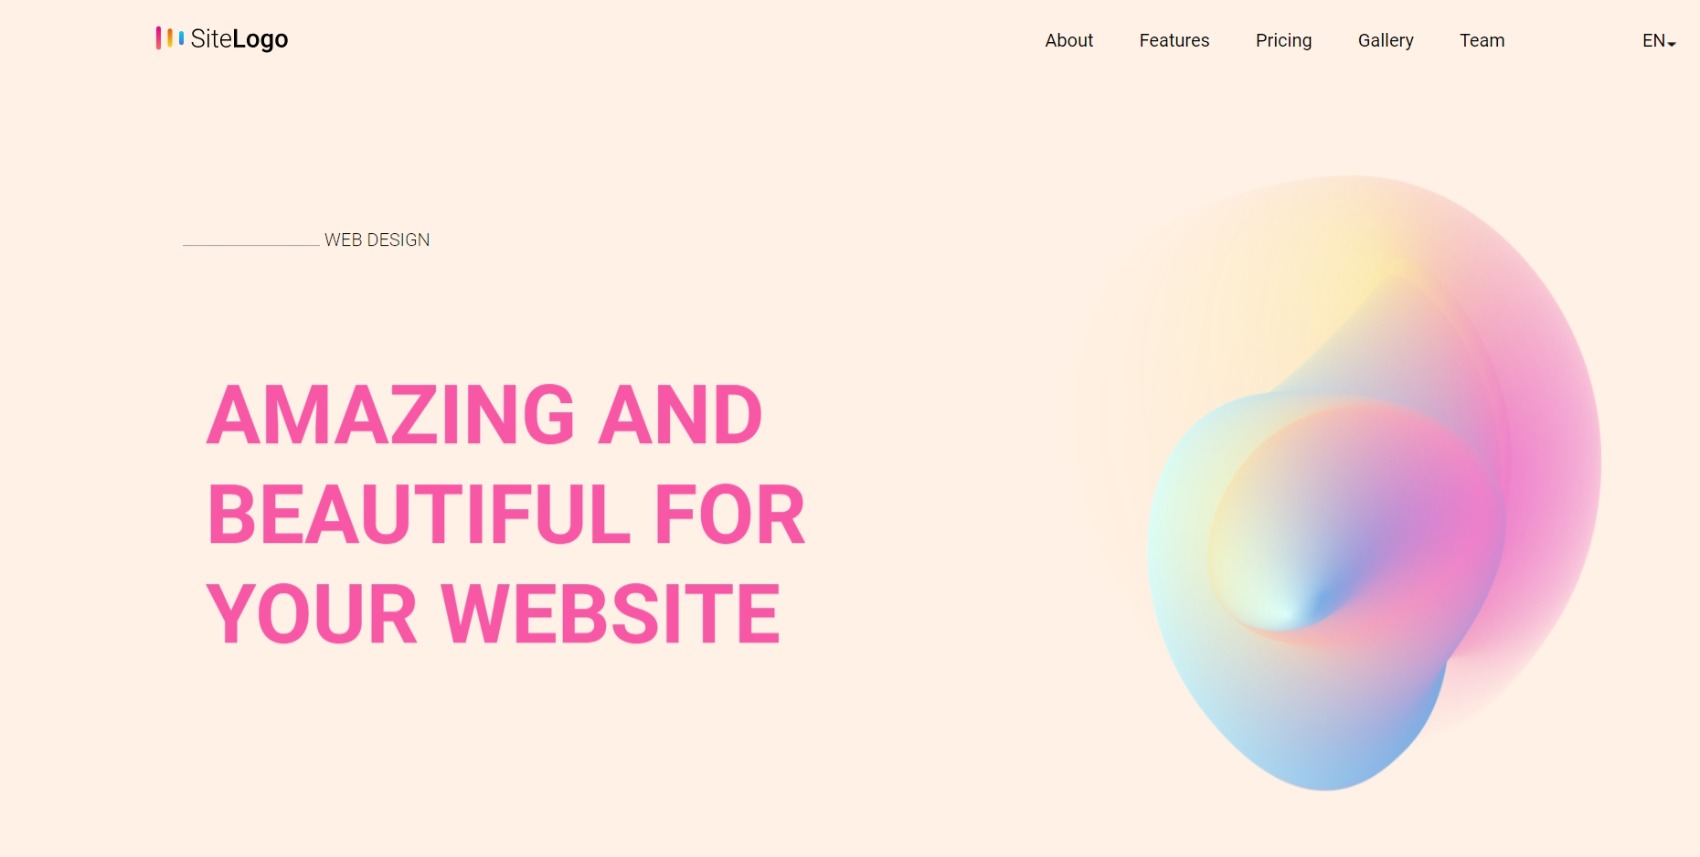 SiteLogo
About Features Pricing Gallery Team EN
WEB DESIGN
AMAZING AND
BEAUTIFUL FOR
YOUR WEBSITE